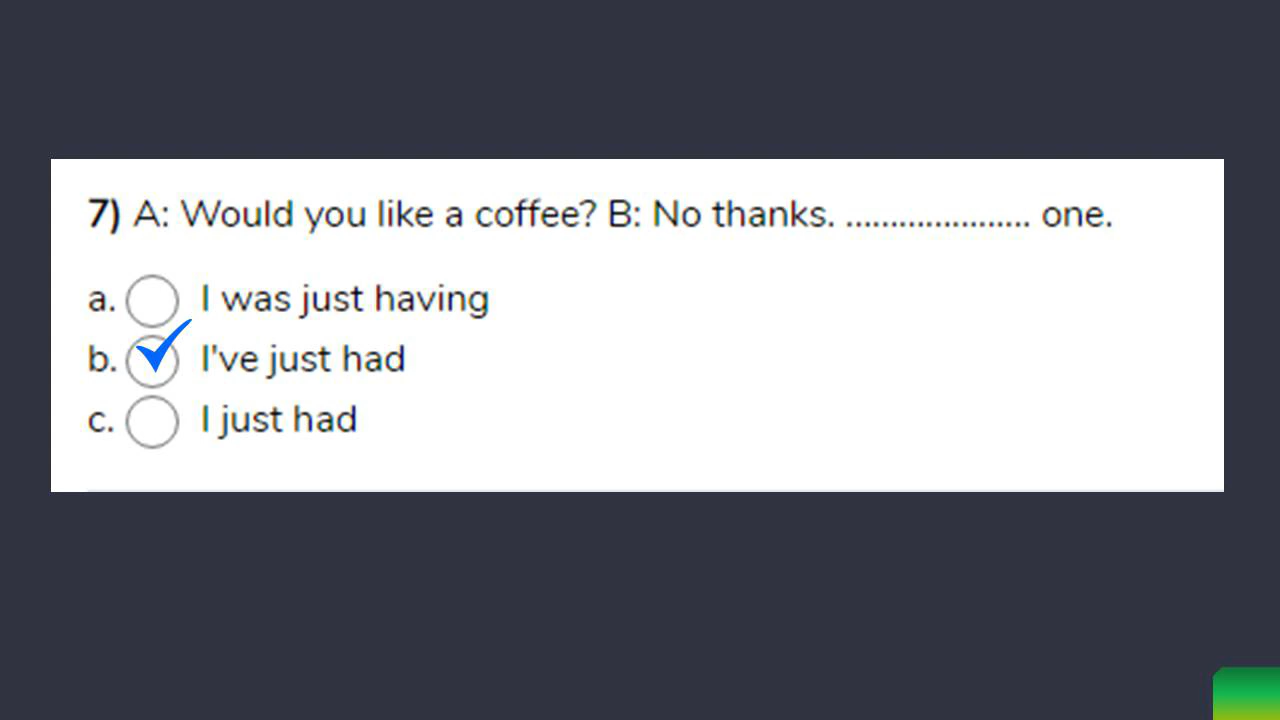 7) A: Would you like a coffee? B: No thanks. ..................... one.
a. I was just having
b. I've just had
c. I just had